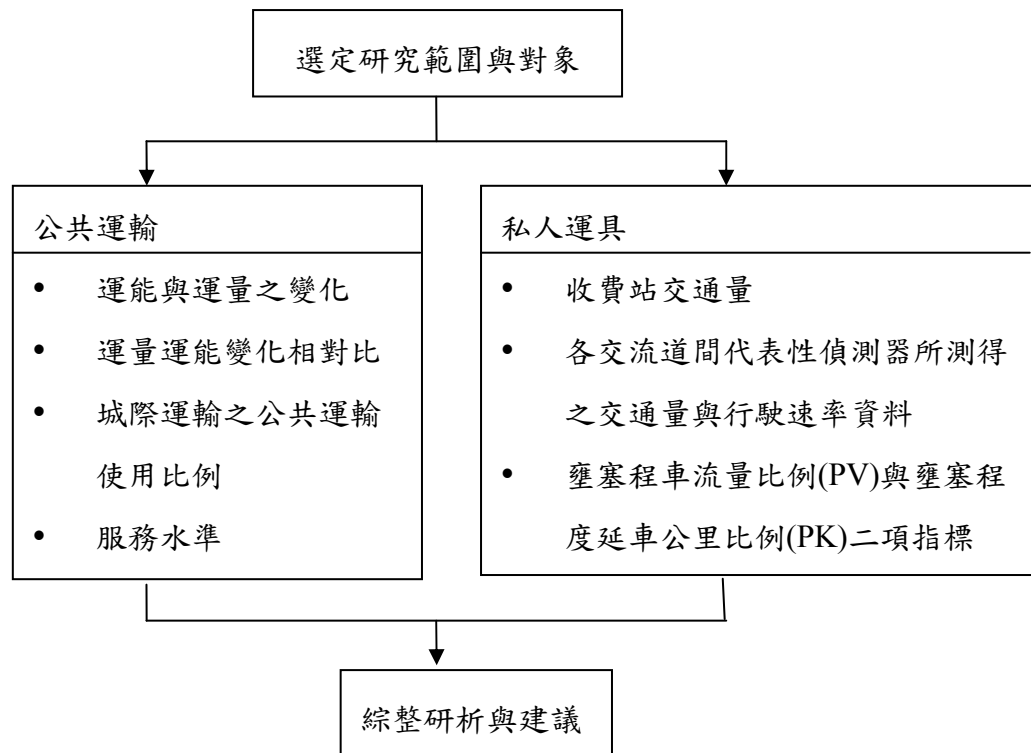 選定研究範圍與對象
公共運輸
• 運能與運量之變化
• 運量運能變化相對比
• 城際運輸之公共運輸
使用比例
• 服務水準
私人運具
• 收費站交通量
• 各交流道間代表性偵測器所測得
之交通量與行駛速率資料
• 壅塞程車流量比例(PV)與壅塞程
度延車公里比例(PK)二項指標
綜整研析與建議